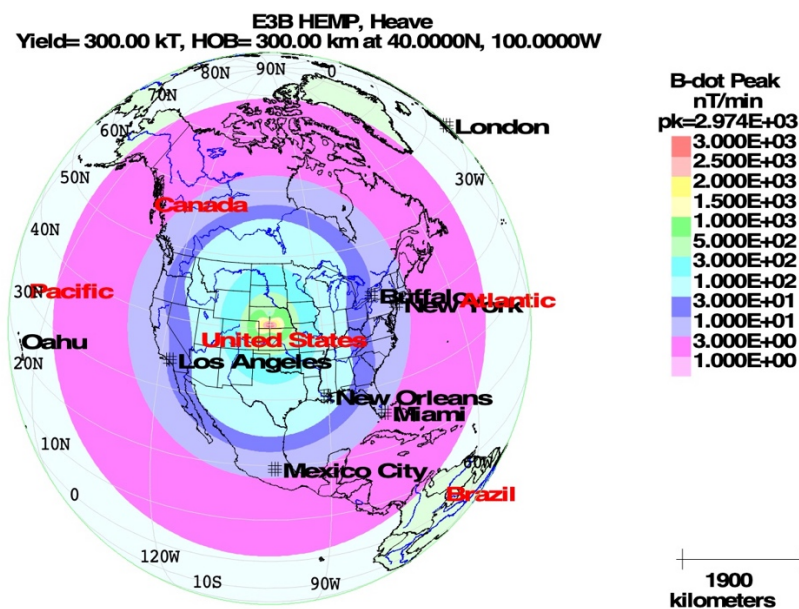 E3B HEMP, Heave
Yield= 300.00 kT, HOB= 300.00 km at 40.0000N, 100.0000W
80N
90N
0
70N
60N
50N
40N
30N
20N
10N
0
10S
120W
90W
60W
30W
London
Canada
Pacific
Oahu
Buffalo
Atlantic
New York
United States
Los Angeles
New Orleans
Miami
Mexico City
Brazil
B-dot Peak
nT/min
pk=2.974E+03
3.000E+03
2.500E+03
2.000E+03
1.500E+03
1.000E+03
5.000E+02
3.000E+02
1.000E+02
3.000E+01
1.000E+01
3.000E+00
1.000E+00
1900
kilometers